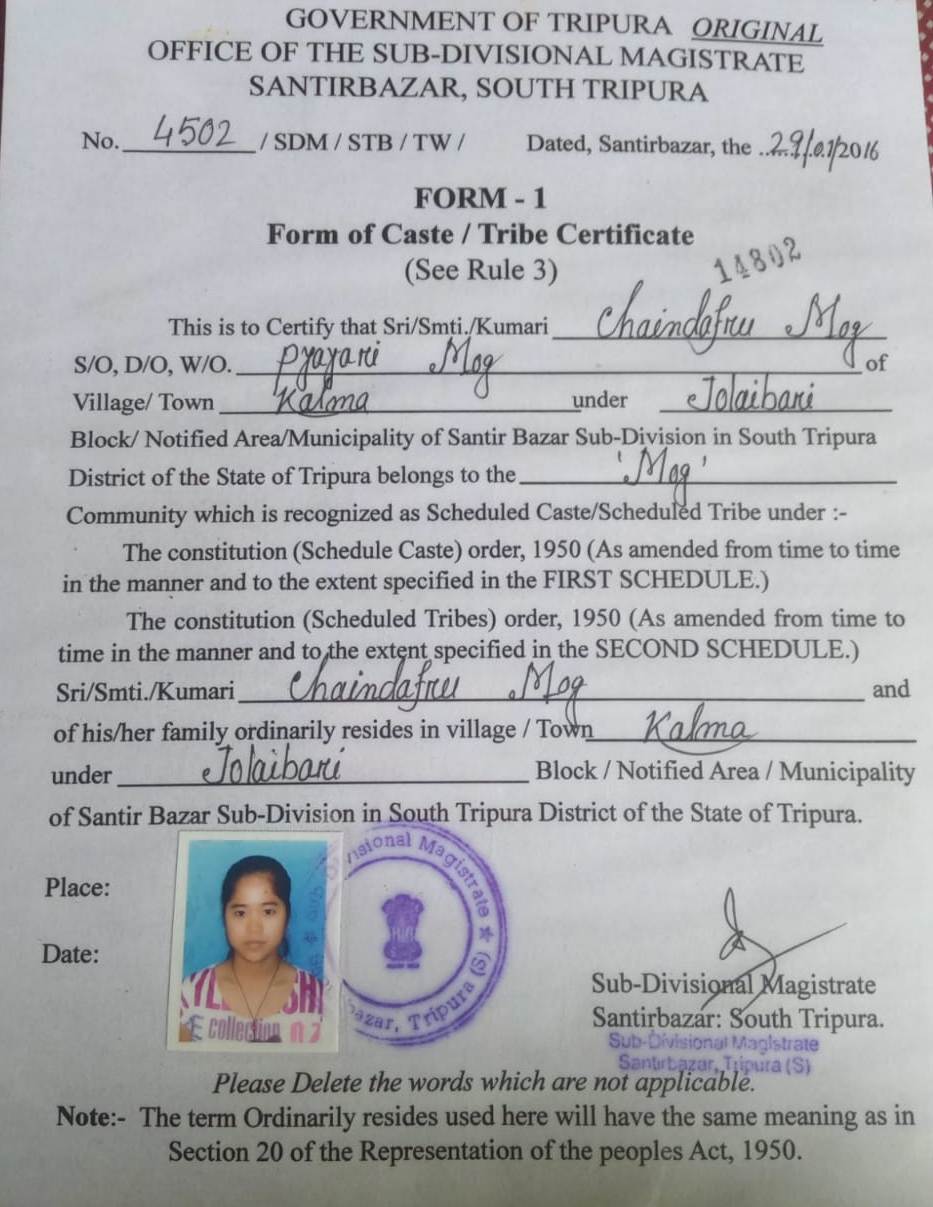 GOVERNMENT OF TRIPURA ORIGINAL
OFFICE OF THE SUB-DIVISIONAL MAGISTRATE
SANTIRBAZAR, SOUTH TRIPURA
No. 4502 / SDM / STB / TW / Dated, Santirbazar, the 29/01/2016
FORM - 1
Form of Caste / Tribe Certificate
(See Rule 3)
14802
This is to Certify that Sri/Smti./Kumari Chaindafru Mog
S/O, D/O, W/O. Pyayari Mog of
Village/ Town Kalma under Jolaibari
Block/ Notified Area/Municipality of Santir Bazar Sub-Division in South Tripura
District of the State of Tripura belongs to the 'Mog'
Community which is recognized as Scheduled Caste/Scheduled Tribe under :-
The constitution (Schedule Caste) order, 1950 (As amended from time to time
in the manner and to the extent specified in the FIRST SCHEDULE.)
The constitution (Scheduled Tribes) order, 1950 (As amended from time to
time in the manner and to the extent specified in the SECOND SCHEDULE.)
Sri/Smti./Kumari Chaindafru Mog and
of his/her family ordinarily resides in village / Town Kalma
under Jolaibari Block / Notified Area / Municipality
of Santir Bazar Sub-Division in South Tripura District of the State of Tripura.
Place:
Date:
collection
Sub Divisional Magistrate
Tripura (S)
Sub-Divisional Magistrate
Santirbazar: South Tripura.
Sub-Divisional Magistrate
Santirbazar, Tripura (S)
Please Delete the words which are not applicable.
Note:- The term Ordinarily resides used here will have the same meaning as in
Section 20 of the Representation of the peoples Act, 1950.